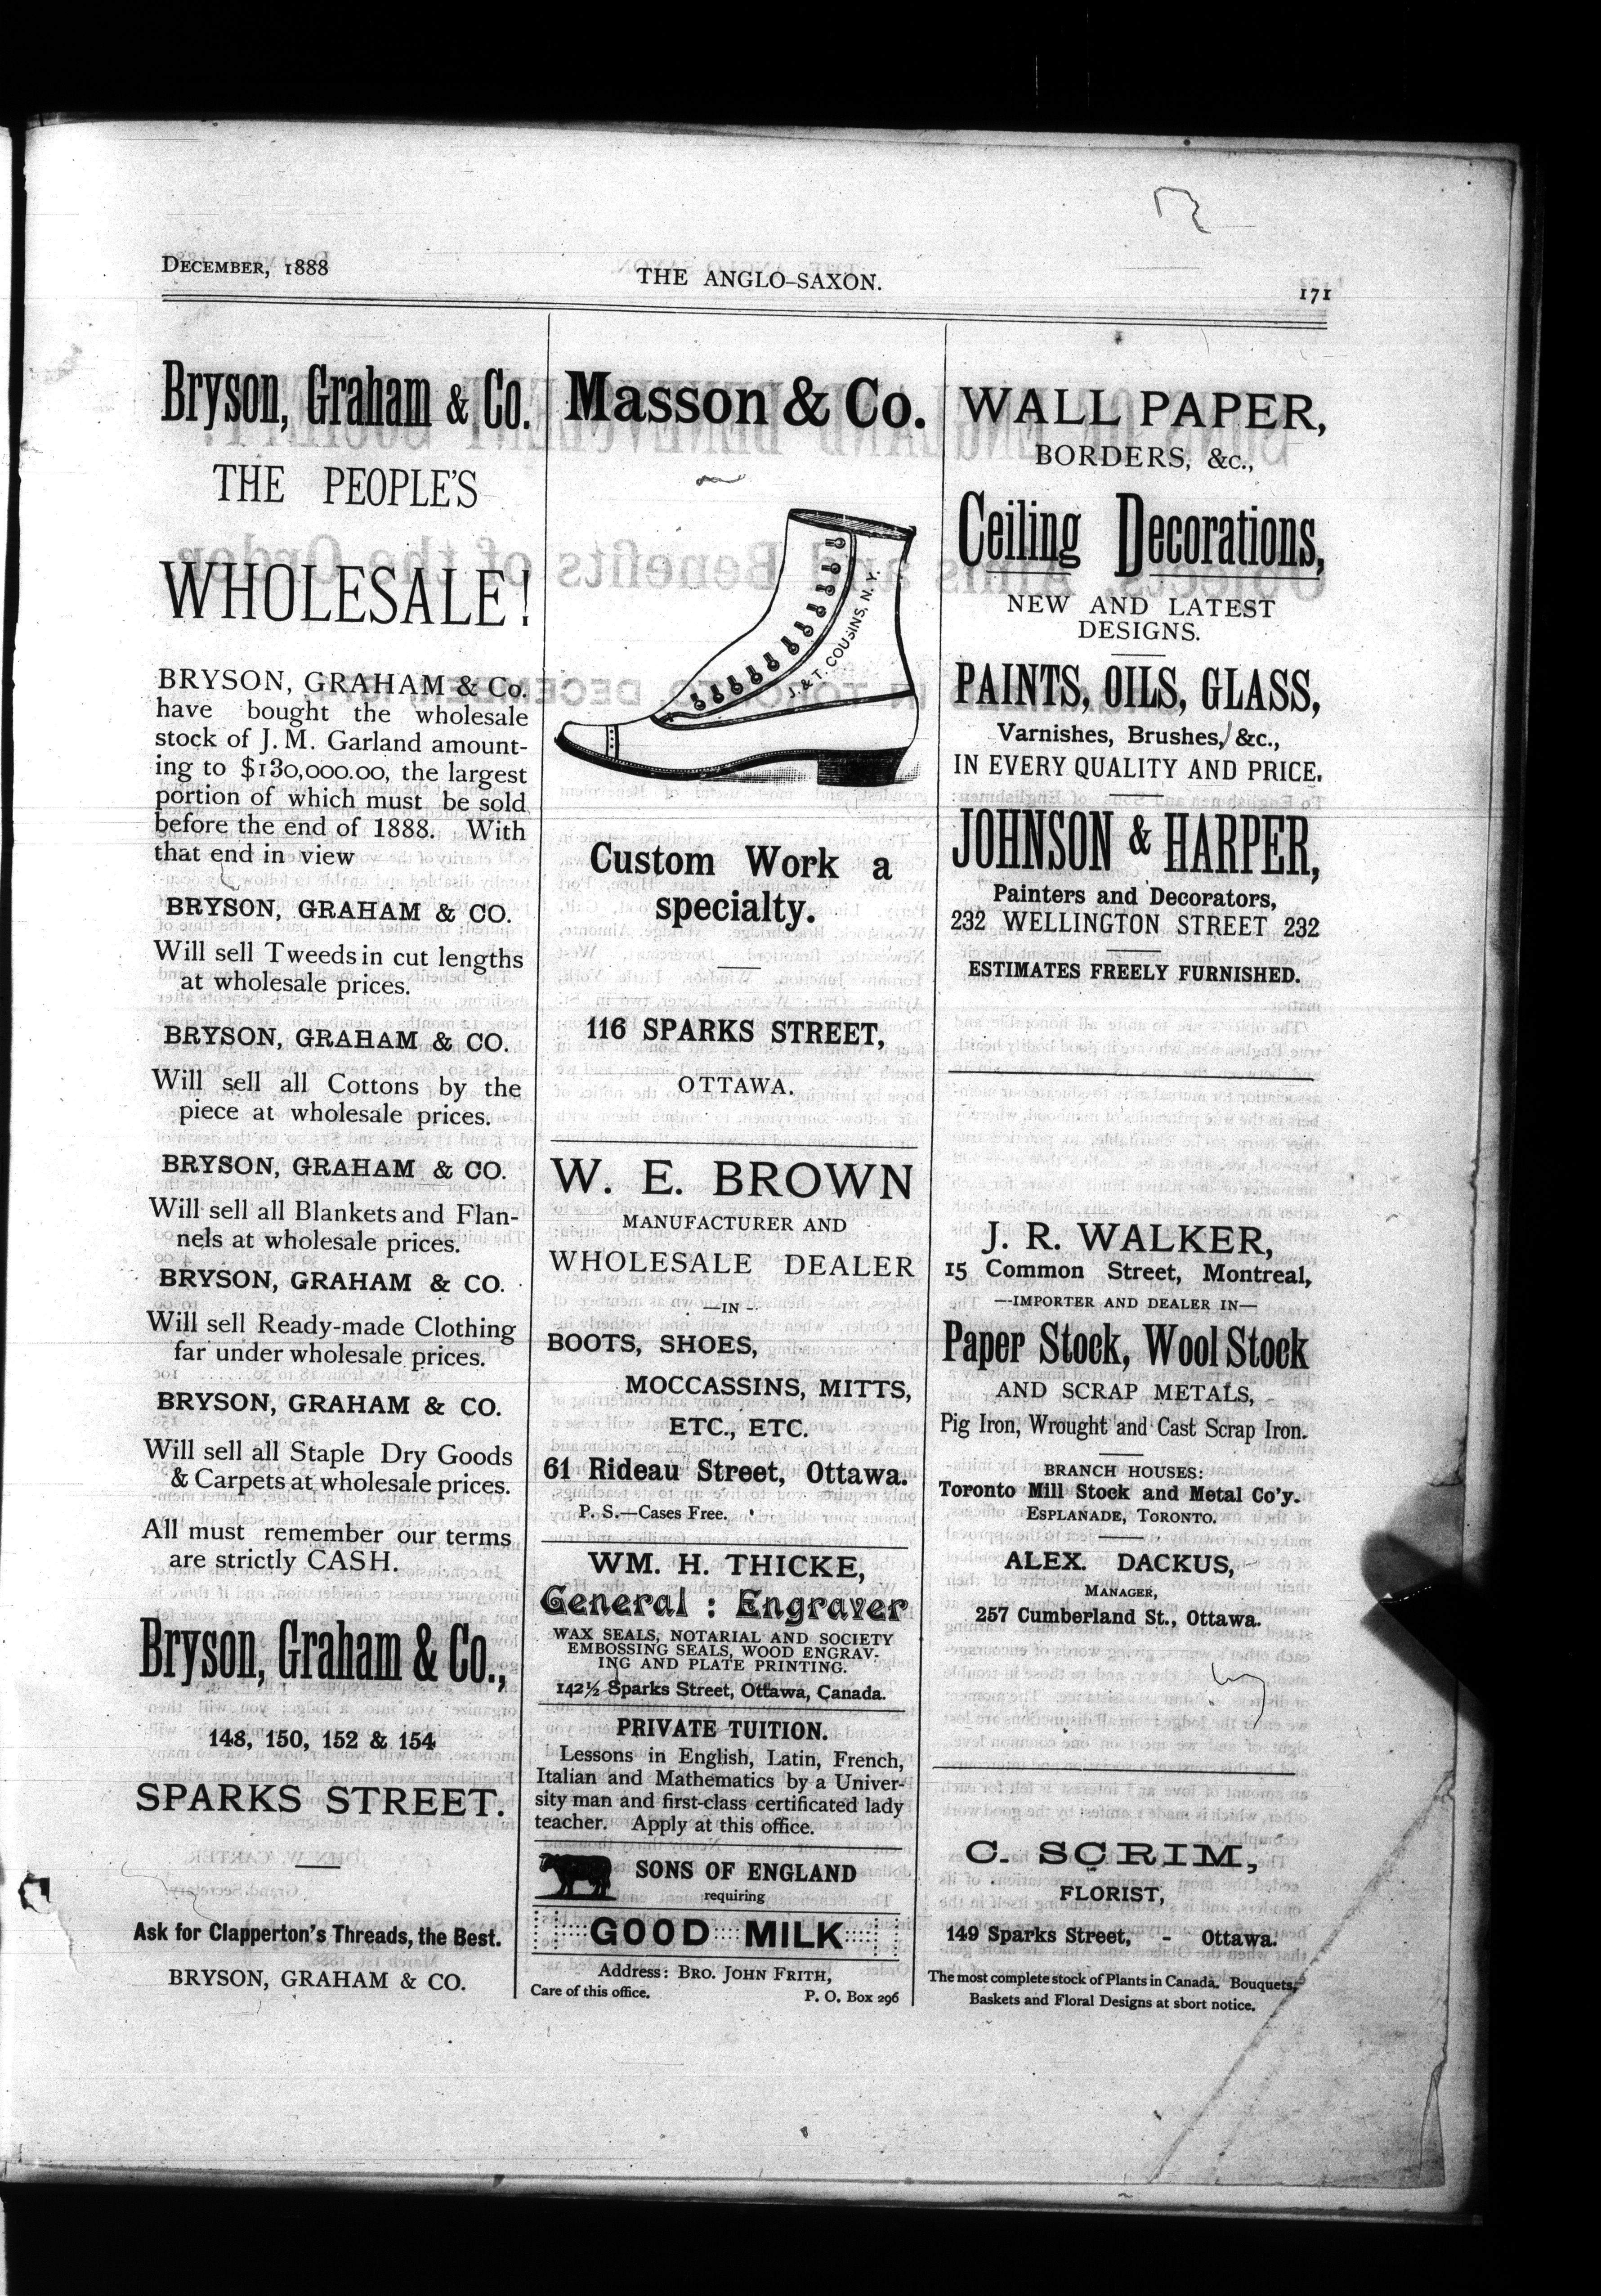 DECEMBER, 1888
THE ANGLO-SAXON.
171
Bryson, Graham & Co.
THE PEOPLE'S
WHOLESALE!
BRYSON, GRAHAM & Co.
have bought the wholesale
stock of J. M. Garland amount-
ing to $130,000.00, the largest
portion of which must be sold
before the end of 1888. With
that end in view
BRYSON, GRAHAM & CO.
Will sell Tweeds in cut lengths
at wholesale prices.
BRYSON, GRAHAM & CO.
Will sell all Cottons by the
piece at wholesale prices.
BRYSON, GRAHAM & CO.
Will sell all Blankets and Flan-
nels at wholesale prices.
BRYSON, GRAHAM & CO.
Will sell Ready-made Clothing
far under wholesale prices.
BRYSON, GRAHAM & CO.
Will sell all Staple Dry Goods
& Carpets at wholesale prices.
All must remember our terms
are strictly CASH.
Bryson, Graham & Co.,
148, 150, 152 & 154
SPARKS STREET.
Ask for Clapperton's Threads, the Best.
BRYSON, GRAHAM & CO.
Masson & Co.
J. & T. COUSINS, N. Y.
Custom Work a
specialty.
116 SPARKS STREET,
OTTAWA.
W. E. BROWN
MANUFACTURER AND
WHOLESALE DEALER
—IN—
BOOTS, SHOES,
MOCCASSINS, MITTS,
ETC., ETC.
61 Rideau Street, Ottawa.
P. S.—Cases Free.
WM. H. THICKE,
General : Engraver
WAX SEALS, NOTARIAL AND SOCIETY
EMBOSSING SEALS, WOOD ENGRAV-
ING AND PLATE PRINTING.
142½ Sparks Street, Ottawa, Canada.
PRIVATE TUITION.
Lessons in English, Latin, French,
Italian and Mathematics by a Univer-
sity man and first-class certificated lady
teacher. Apply at this office.
SONS OF ENGLAND
requiring
GOOD MILK
Address: BRO. JOHN FRITH,
Care of this office. P. O. Box 296
WALL PAPER,
BORDERS, &c.,
Ceiling Decorations,
NEW AND LATEST
DESIGNS.
PAINTS, OILS, GLASS,
Varnishes, Brushes, &c.,
IN EVERY QUALITY AND PRICE.
JOHNSON & HARPER,
Painters and Decorators,
232 WELLINGTON STREET 232
ESTIMATES FREELY FURNISHED.
J. R. WALKER,
15 Common Street, Montreal,
—IMPORTER AND DEALER IN—
Paper Stock, Wool Stock
AND SCRAP METALS,
Pig Iron, Wrought and Cast Scrap Iron.
BRANCH HOUSES:
Toronto Mill Stock and Metal Co'y.
ESPLANADE, TORONTO.
ALEX. DACKUS,
MANAGER,
257 Cumberland St., Ottawa.
C. SCRIM,
FLORIST,
149 Sparks Street, - Ottawa.
The most complete stock of Plants in Canada. Bouquets,
Baskets and Floral Designs at sbort notice.